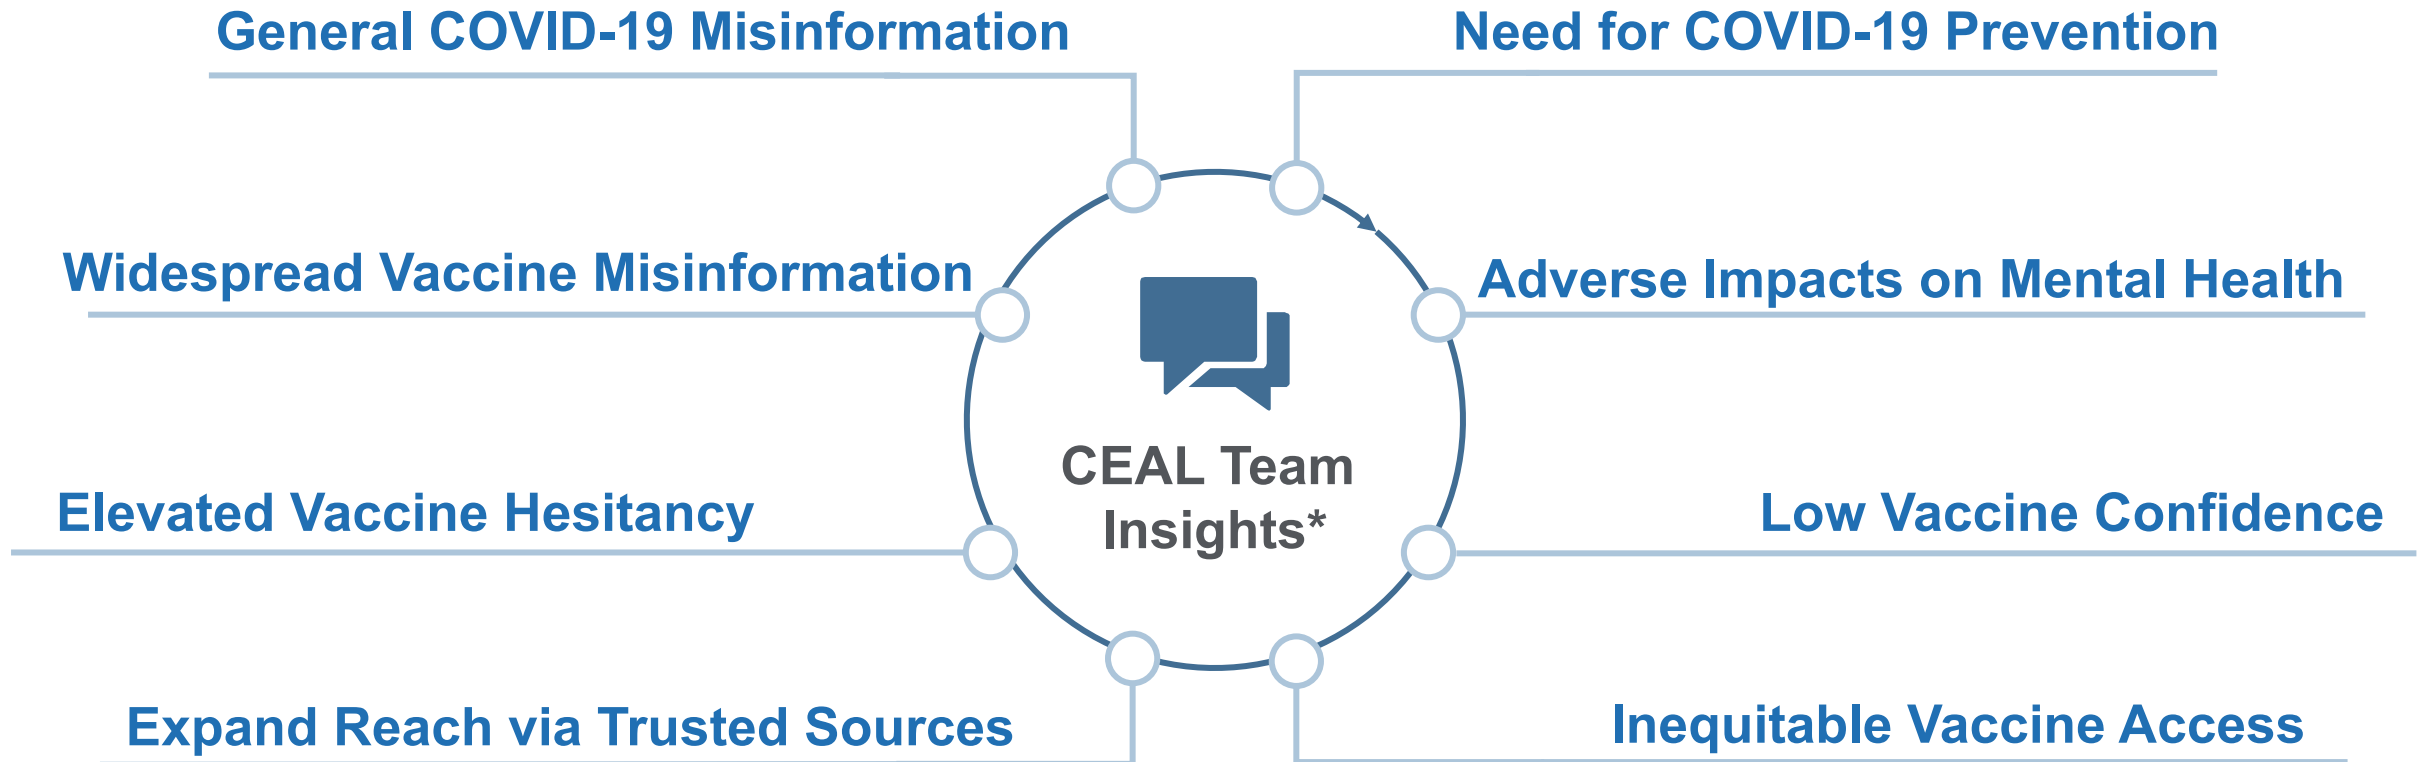 General COVID-19 Misinformation
Need for COVID-19 Prevention
Widespread Vaccine Misinformation
Adverse Impacts on Mental Health
CEAL Team
Insights*
Elevated Vaccine Hesitancy
Low Vaccine Confidence
Expand Reach via Trusted Sources
Inequitable Vaccine Access